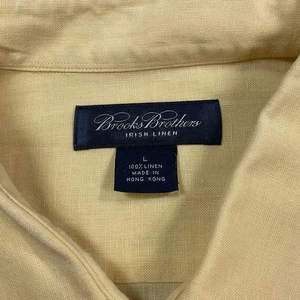 Brooks Brothers
IRISH LINEN
L
100% LINEN
MADE IN
HONG KONG